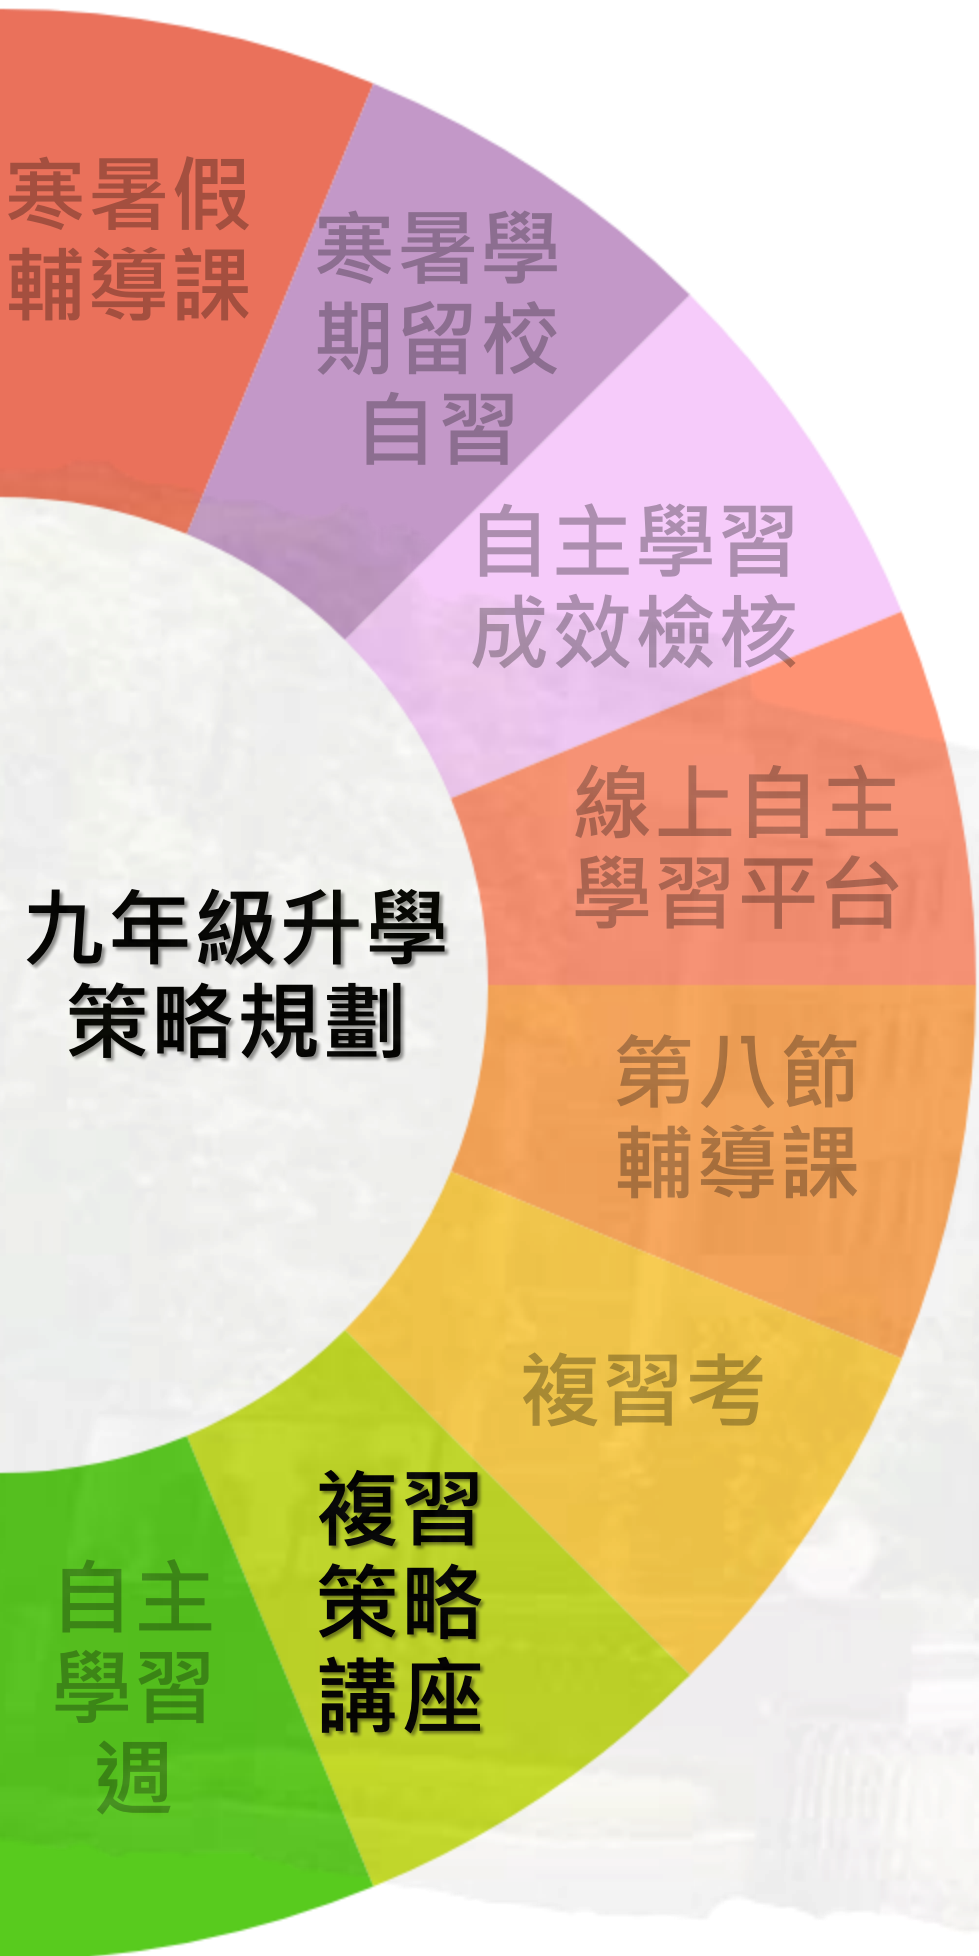 寒暑假
輔導課
寒暑學
期留校
自習
自主學習
成效檢核
線上自主
學習平台
九年級升學
策略規劃
第八節
輔導課
複習考
複習
策略
講座
自主
學習
週